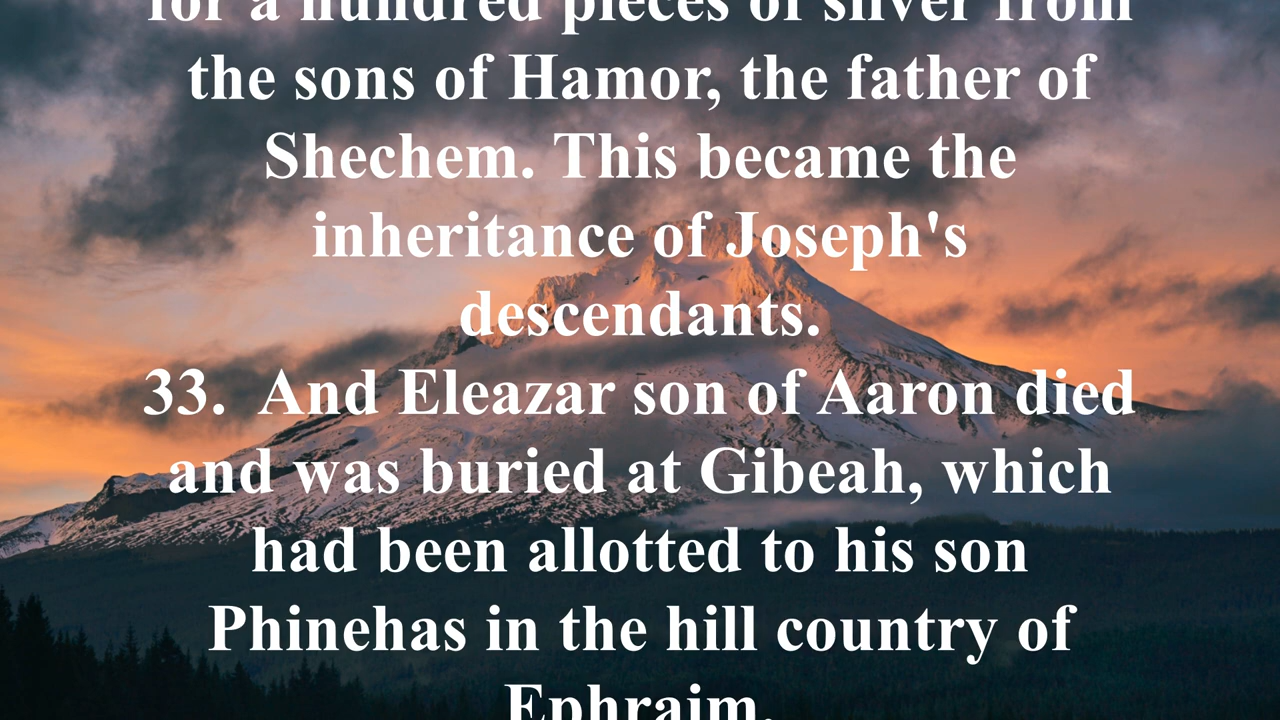 for a hundred pieces of silver from
the sons of Hamor, the father of
Shechem. This became the
inheritance of Joseph's
descendants.
33.  And Eleazar son of Aaron died
and was buried at Gibeah, which
had been allotted to his son
Phinehas in the hill country of
Ephraim.